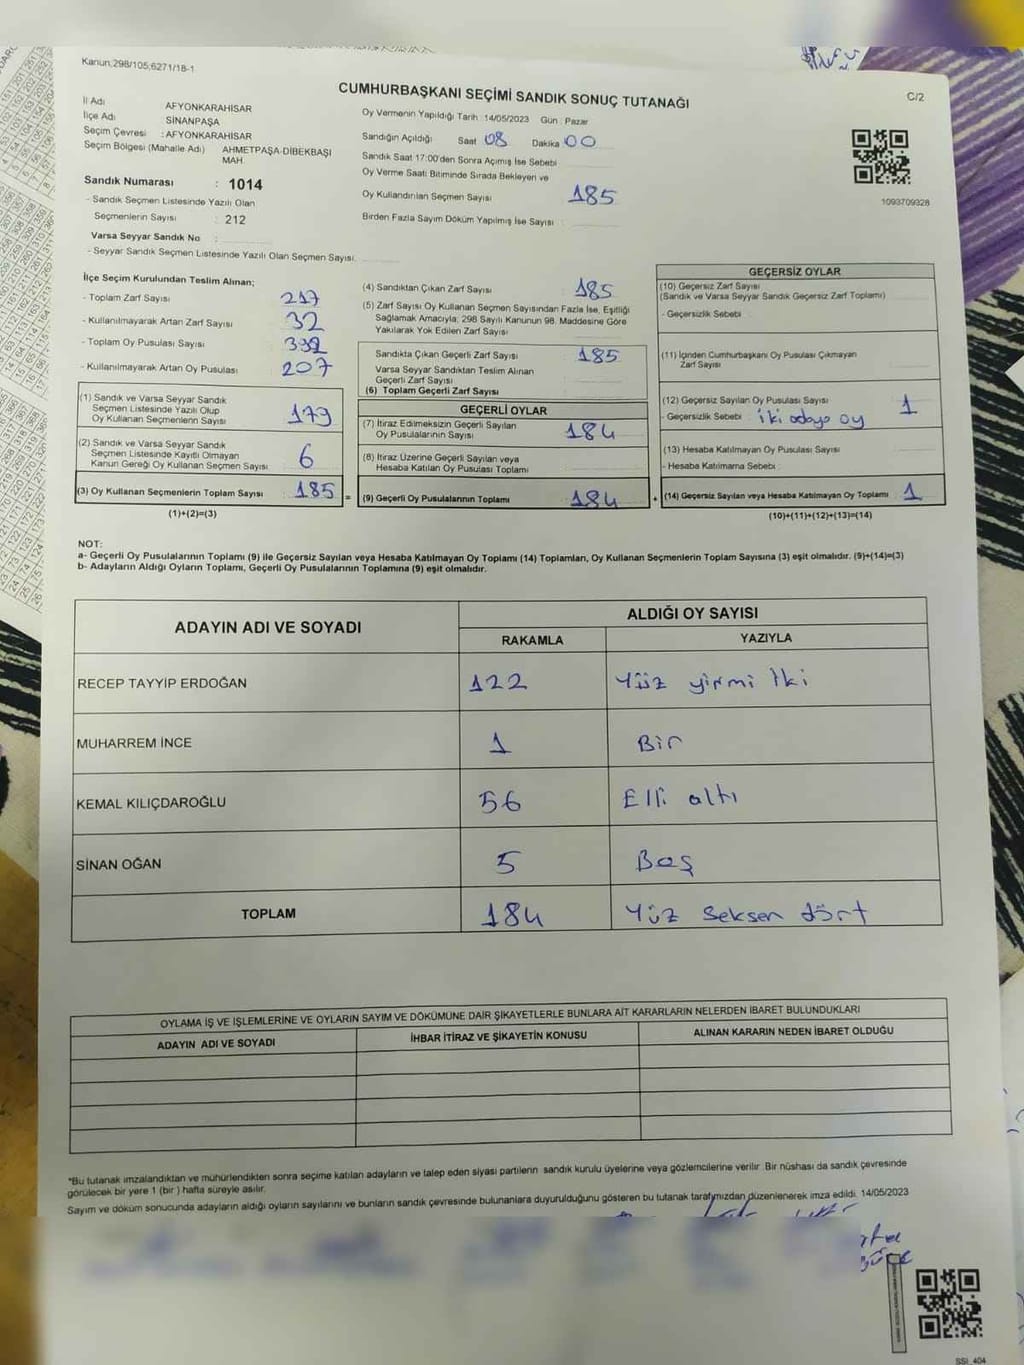 Kanun;298/105;6271/18-1
CUMHURBAŞKANI SEÇİMİ SANDIK SONUÇ TUTANAĞI
C/2
İl Adı AFYONKARAHİSAR
İlçe Adı SİNANPAŞA
Seçim Çevresi : AFYONKARAHİSAR
Seçim Bölgesi (Mahalle Adı) AHMETPAŞA-DİBEKBAŞI
MAH.
Sandık Numarası : 1014
- Sandık Seçmen Listesinde Yazılı Olan
Seçmenlerin Sayısı : 212
Varsa Seyyar Sandık No :
- Seyyar Sandık Seçmen Listesinde Yazılı Olan Seçmen Sayısı
Oy Vermenin Yapıldığı Tarih 14/05/2023 Gün : Pazar
Sandığın Açıldığı Saat 08 Dakika 00
Sandık Saat 17:00'den Sonra Açılmış İse Sebebi
Oy Verme Saati Bitiminde Sırada Bekleyen ve
Oy Kullandırılan Seçmen Sayısı 185
Birden Fazla Sayım Döküm Yapılmış İse Sayısı
1093709328
İlçe Seçim Kurulundan Teslim Alınan;
- Toplam Zarf Sayısı 217
- Kullanılmayarak Artan Zarf Sayısı 32
- Toplam Oy Pusulası Sayısı
- Kullanılmayarak Artan Oy Pusulası 207
(1) Sandık ve Varsa Seyyar Sandık
Seçmen Listesinde Yazılı Olup
Oy Kullanan Seçmenlerin Sayısı 179
(2) Sandık ve Varsa Seyyar Sandık
Seçmen Listesinde Kayıtlı Olmayan
Kanun Gereği Oy Kullanan Seçmen Sayısı 6
(3) Oy Kullanan Seçmenlerin Toplam Sayısı 185 =
(1)+(2)=(3)
(4) Sandıktan Çıkan Zarf Sayısı 185
(5) Zarf Sayısı Oy Kullanan Seçmen Sayısından Fazla İse, Eşitliği
Sağlamak Amacıyla; 298 Sayılı Kanunun 98. Maddesine Göre
Yakılarak Yok Edilen Zarf Sayısı
Sandıkta Çıkan Geçerli Zarf Sayısı 185
Varsa Seyyar Sandıktan Teslim Alınan
Geçerli Zarf Sayısı
(6) Toplam Geçerli Zarf Sayısı
GEÇERLİ OYLAR
(7) İtiraz Edilmeksizin Geçerli Sayılan
Oy Pusulalarının Sayısı 184
(8) İtiraz Üzerine Geçerli Sayılan veya
Hesaba Katılan Oy Pusulası Toplamı
(9) Geçerli Oy Pusulalarının Toplamı 184 +
GEÇERSİZ OYLAR
(10) Geçersiz Zarf Sayısı
(Sandık ve Varsa Seyyar Sandık Geçersiz Zarf Toplamı)
- Geçersizlik Sebebi :
(11) İçinden Cumhurbaşkanı Oy Pusulası Çıkmayan
Zarf Sayısı
(12) Geçersiz Sayılan Oy Pusulası Sayısı 1
- Geçersizlik Sebebi : iki adaya oy
(13) Hesaba Katılmayan Oy Pusulası Sayısı
- Hesaba Katılmama Sebebi :
(14) Geçersiz Sayılan veya Hesaba Katılmayan Oy Toplamı 1
(10)+(11)+(12)+(13)=(14)
NOT:
a- Geçerli Oy Pusulalarının Toplamı (9) ile Geçersiz Sayılan veya Hesaba Katılmayan Oy Toplamı (14) Toplamları, Oy Kullanan Seçmenlerin Toplam Sayısına (3) eşit olmalıdır. (9)+(14)=(3)
b- Adayların Aldığı Oyların Toplamı, Geçerli Oy Pusulalarının Toplamına (9) eşit olmalıdır.
ADAYIN ADI VE SOYADI ALDIĞI OY SAYISI
RAKAMLA YAZIYLA
RECEP TAYYİP ERDOĞAN 122 Yüz yirmi İki
MUHARREM İNCE 1 Bir
KEMAL KILIÇDAROĞLU 56 Elli altı
SİNAN OĞAN 5 Beş
TOPLAM 184 Yüz Seksen dört
OYLAMA İŞ VE İŞLEMLERİNE VE OYLARIN SAYIM VE DÖKÜMÜNE DAİR ŞİKAYETLERLE BUNLARA AİT KARARLARIN NELERDEN İBARET BULUNDUKLARI
ADAYIN ADI VE SOYADI İHBAR İTİRAZ VE ŞİKAYETİN KONUSU ALINAN KARARIN NEDEN İBARET OLDUĞU
*Bu tutanak imzalandıktan ve mühürlendikten sonra seçime katılan adayların ve talep eden siyasi partilerin sandık kurulu üyelerine veya gözlemcilerine verilir. Bir nüshası da sandık çevresinde
görülecek bir yere 1 (bir ) hafta süreyle asılır.
Sayım ve döküm sonucunda adayların aldığı oyların sayılarını ve bunların sandık çevresinde bulunanlara duyurulduğunu gösteren bu tutanak tarafımızdan düzenlenerek imza edildi. 14/05/2023
SSI_404